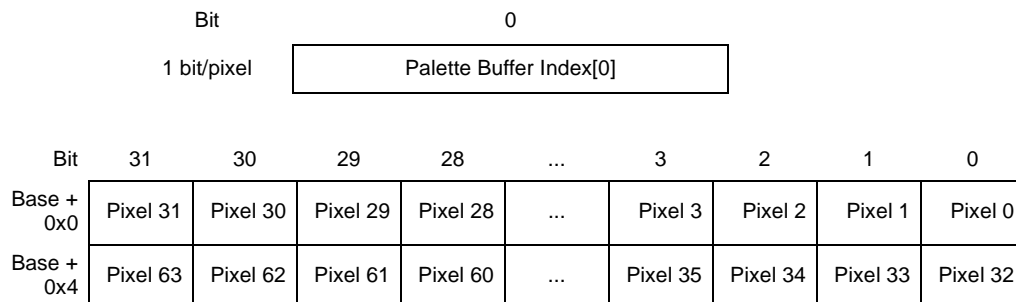 Bit 0
1 bit/pixel Palette Buffer Index[0]
Bit 31 30 29 28 ... 3 2 1 0
Base + 0x0 Pixel 31 Pixel 30 Pixel 29 Pixel 28 ... Pixel 3 Pixel 2 Pixel 1 Pixel 0
Base + 0x4 Pixel 63 Pixel 62 Pixel 61 Pixel 60 ... Pixel 35 Pixel 34 Pixel 33 Pixel 32